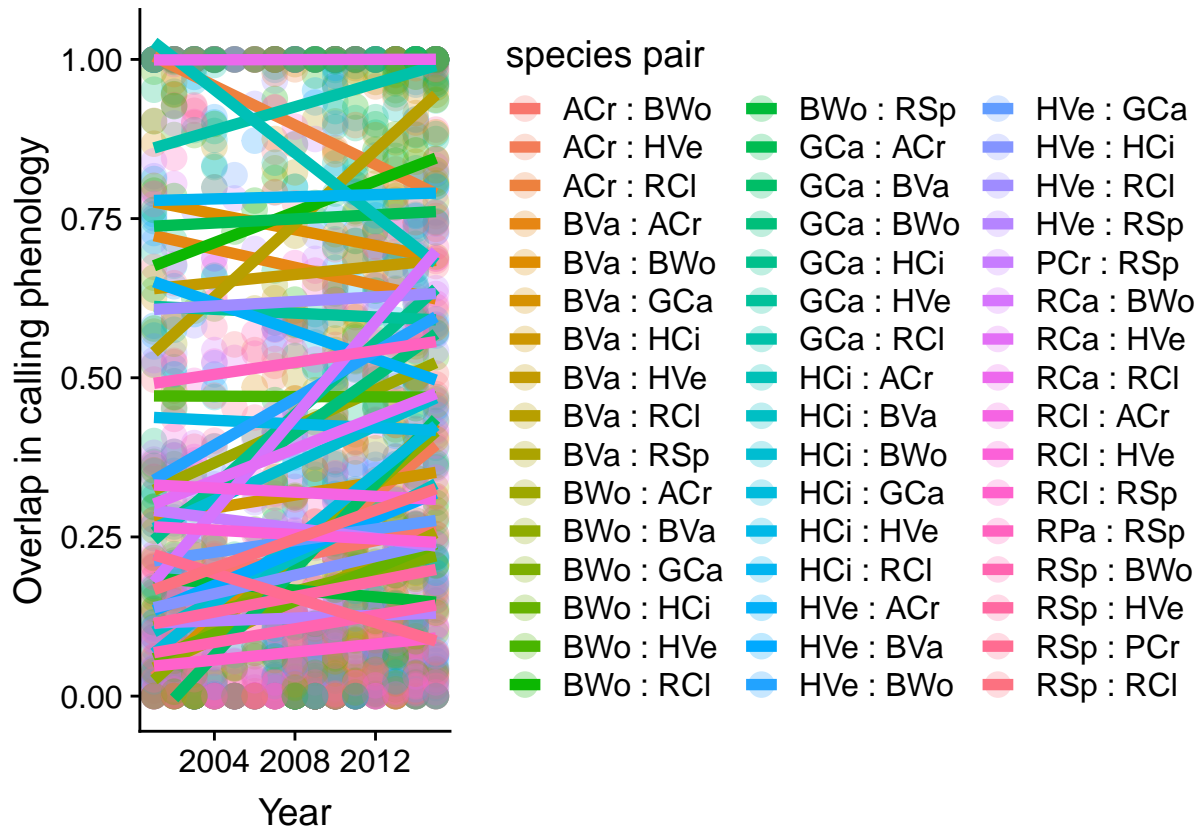 species pair
1.00
0.75
0.50
0.25
0.00
Overlap in calling phenology
2004 2008 2012
Year
ACr : BWo
ACr : HVe
ACr : RCl
BVa : ACr
BVa : BWo
BVa : GCa
BVa : HCi
BVa : HVe
BVa : RCl
BVa : RSp
BWo : ACr
BWo : BVa
BWo : GCa
BWo : HCi
BWo : HVe
BWo : RCl
BWo : RSp
GCa : ACr
GCa : BVa
GCa : BWo
GCa : HCi
GCa : HVe
GCa : RCl
HCi : ACr
HCi : BVa
HCi : BWo
HCi : GCa
HCi : HVe
HCi : RCl
HVe : ACr
HVe : BVa
HVe : BWo
HVe : GCa
HVe : HCi
HVe : RCl
HVe : RSp
PCr : RSp
RCa : BWo
RCa : HVe
RCa : RCl
RCl : ACr
RCl : HVe
RCl : RSp
RPa : RSp
RSp : BWo
RSp : HVe
RSp : PCr
RSp : RCl